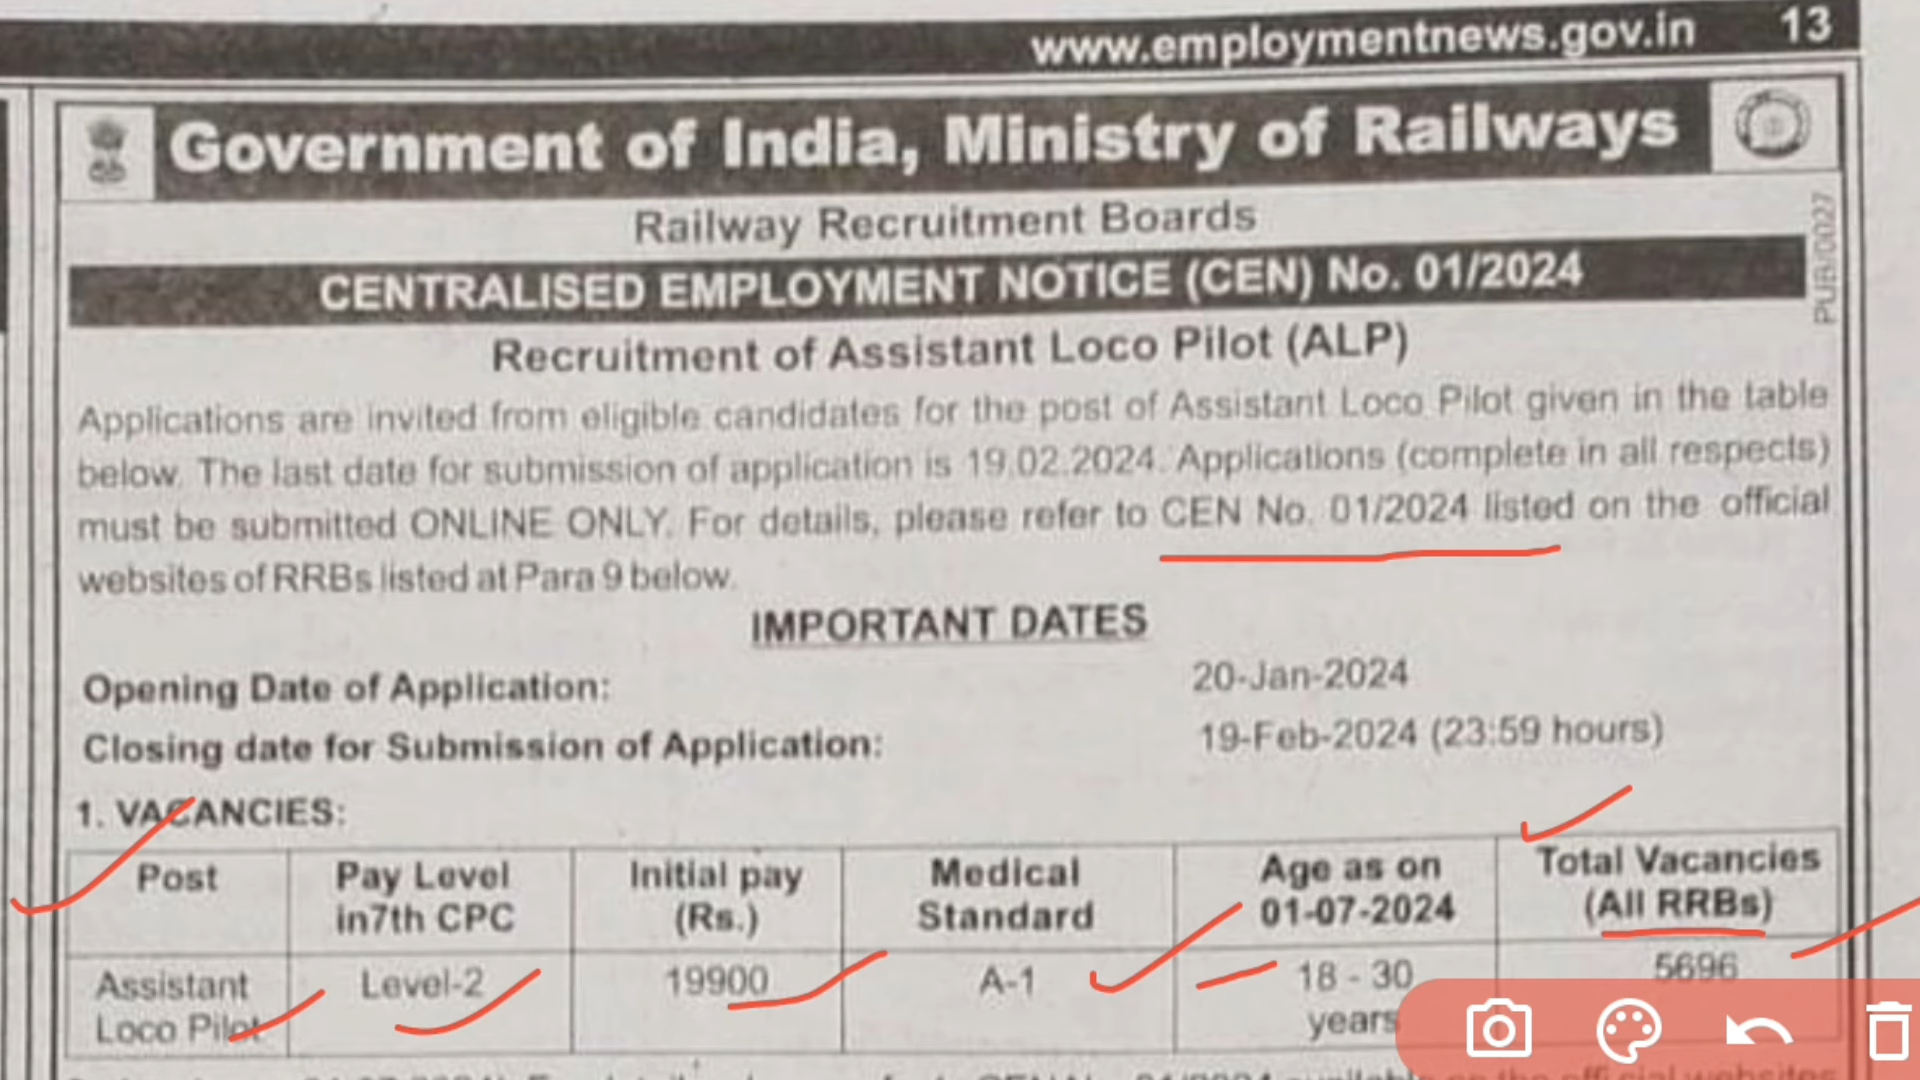 www.employmentnews.gov.in 13
Government of India, Ministry of Railways
Railway Recruitment Boards
PUB/0027
CENTRALISED EMPLOYMENT NOTICE (CEN) No. 01/2024
Recruitment of Assistant Loco Pilot (ALP)
Applications are invited from eligible candidates for the post of Assistant Loco Pilot given in the table
below. The last date for submission of application is 19.02.2024. Applications (complete in all respects)
must be submitted ONLINE ONLY. For details, please refer to CEN No. 01/2024 listed on the official
websites of RRBs listed at Para 9 below.
IMPORTANT DATES
Opening Date of Application: 20-Jan-2024
Closing date for Submission of Application: 19-Feb-2024 (23:59 hours)
1. VACANCIES:
Post Pay Level in7th CPC Initial pay (Rs.) Medical Standard Age as on 01-07-2024 Total Vacancies (All RRBs)
Assistant Loco Pilot Level-2 19900 A-1 18 - 30 years 5696